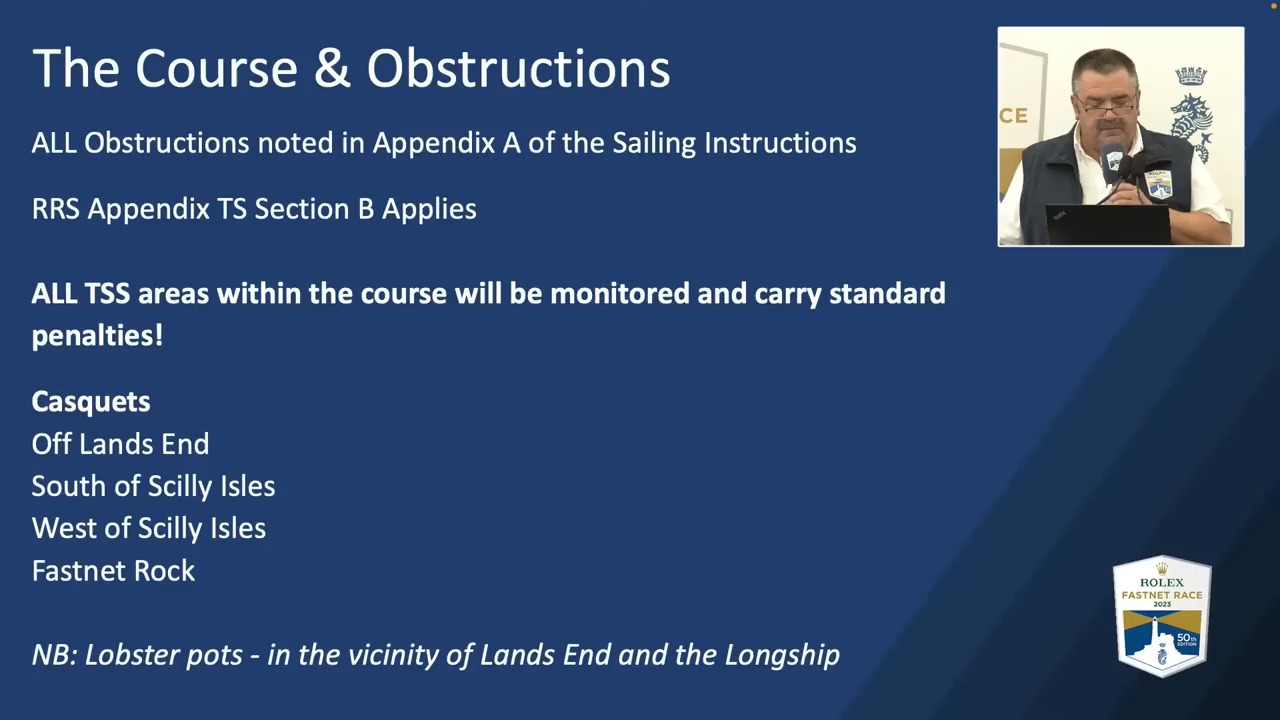 The Course & Obstructions
ALL Obstructions noted in Appendix A of the Sailing Instructions
RRS Appendix TS Section B Applies
ALL TSS areas within the course will be monitored and carry standard
penalties!
Casquets
Off Lands End
South of Scilly Isles
West of Scilly Isles
Fastnet Rock
NB: Lobster pots - in the vicinity of Lands End and the Longship
CE
ROLEX
ROLEX
FASTNET RACE
2023
50th
EDITION